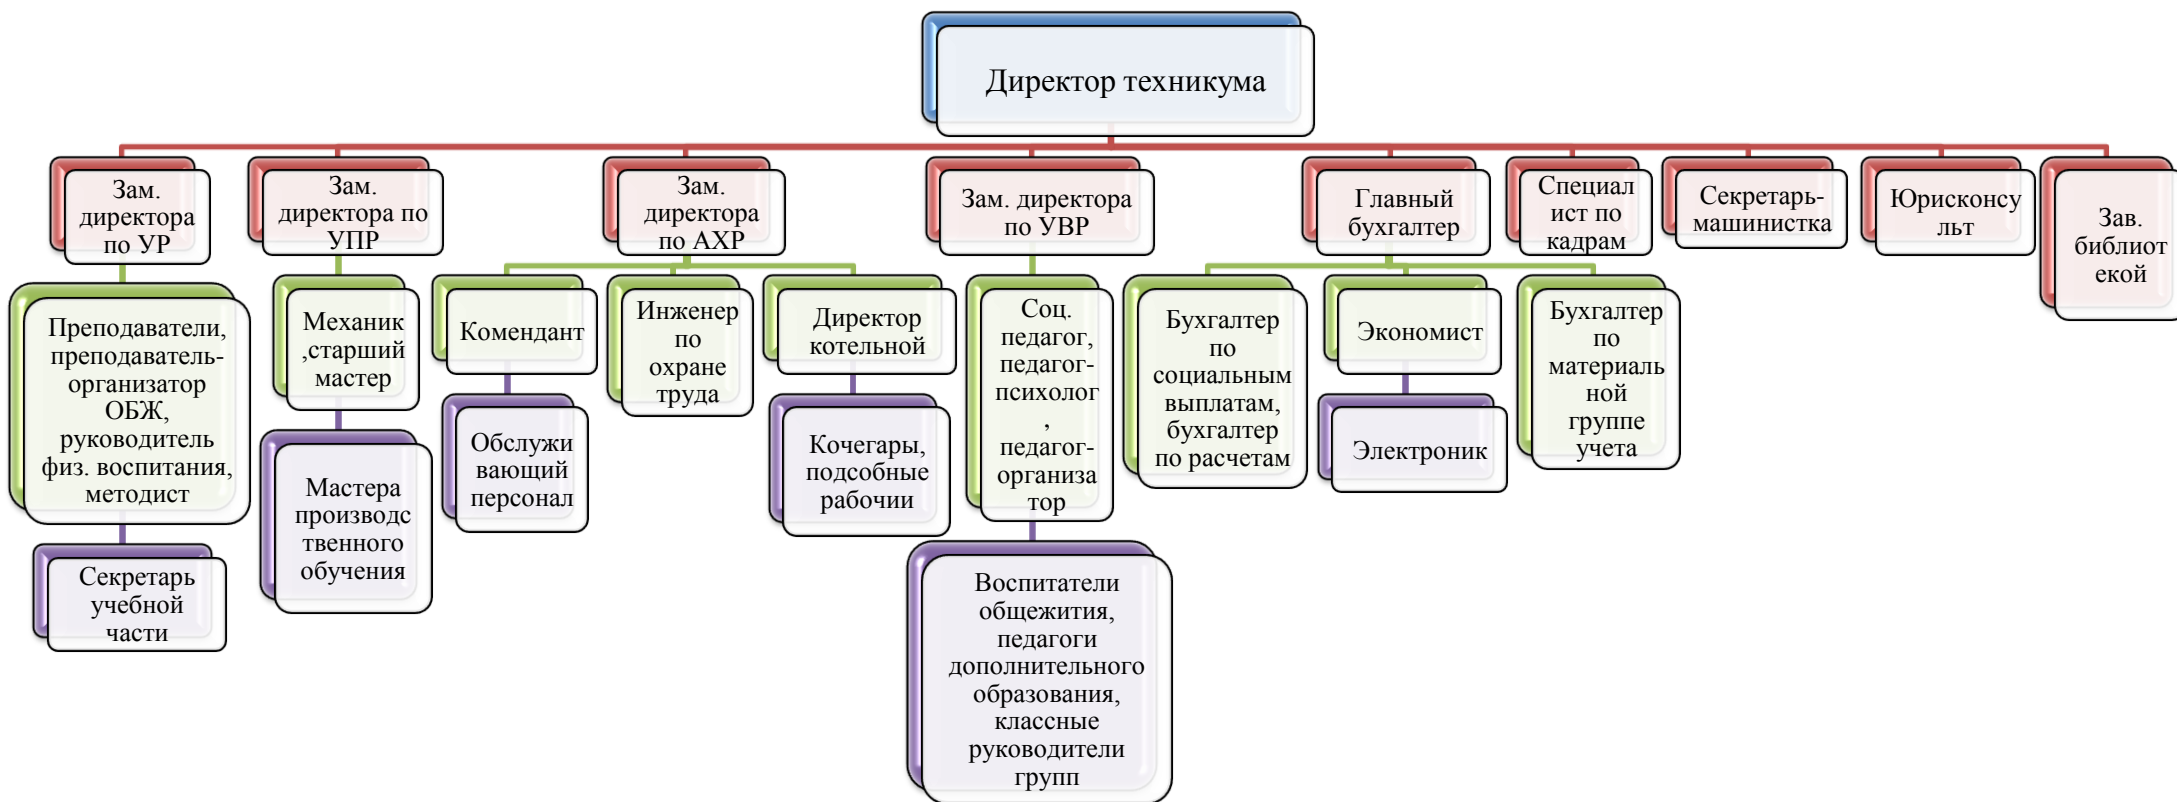 Директор техникума
Зам.
директора
по УР
Зам.
директора по
УПР
Зам.
директора
по АХР
Зам. директора
по УВР
Главный
бухгалтер
Специал
ист по
кадрам
Секретарь-
машинистка
Юрисконсу
льт
Зав.
библиот
екой
Преподаватели,
преподаватель-
организатор
ОБЖ,
руководитель
физ. воспитания,
методист
Механик
,старший
мастер
Комендант
Инженер
по
охране
труда
Директор
котельной
Соц.
педагог,
педагог-
психолог
,
педагог-
организа
тор
Бухгалтер
по
социальным
выплатам,
бухгалтер
по расчетам
Экономист
Бухгалтер
по
материаль
ной
группе
учета
Секретарь
учебной
части
Мастера
производс
твенного
обучения
Обслужи
вающий
персонал
Кочегары,
подсобные
рабочии
Воспитатели
общежития,
педагоги
дополнительного
образования,
классные
руководители
групп
Электроник